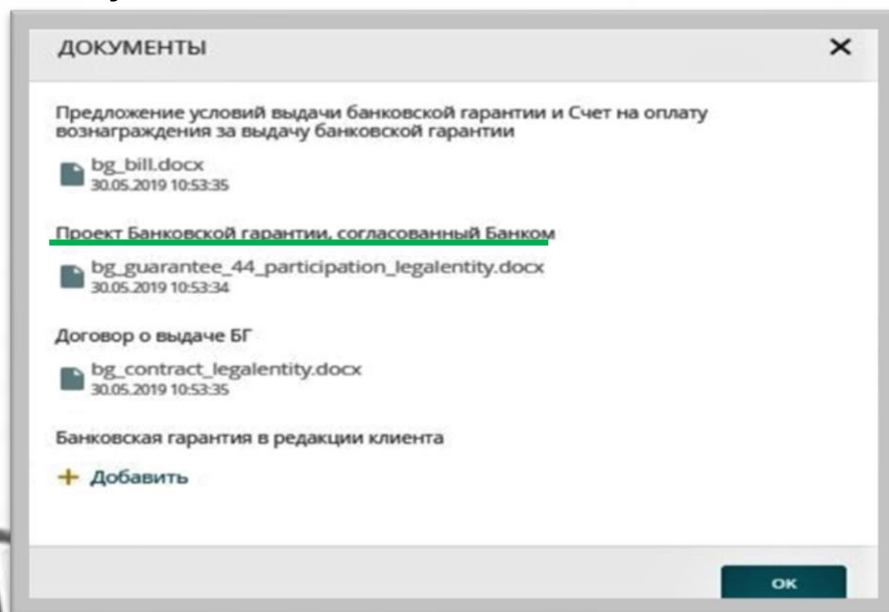 ДОКУМЕНТЫ
Предложение условий выдачи банковской гарантии и Счет на оплату
вознаграждения за выдачу банковской гарантии
bg_bill.docx
30.05.2019 10:53:35
Проект Банковской гарантии, согласованный Банком
bg_guarantee_44_participation_legalentity.docx
30.05.2019 10:53:34
Договор о выдаче БГ
bg_contract_legalentity.docx
30.05.2019 10:53:35
Банковская гарантия в редакции клиента
+ Добавить
ОК